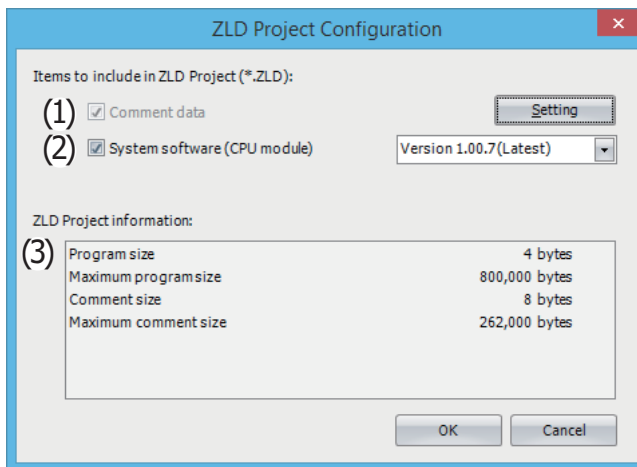 ZLD Project Configuration
Items to include in ZLD Project (*.ZLD):
(1) Comment data Setting
(2) System software (CPU module) Version 1.00.7(Latest)
ZLD Project information:
(3) Program size 4 bytes
Maximum program size 800,000 bytes
Comment size 8 bytes
Maximum comment size 262,000 bytes
OK Cancel